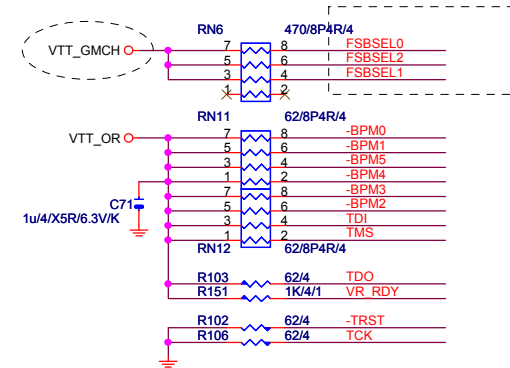 RN6 470/8P4R/4
VTT_GMCH 7 8 FSBSEL0
5 6 FSBSEL2
3 4 FSBSEL1
1 2
RN11 62/8P4R/4
VTT_OR 7 8 -BPM0
5 6 -BPM1
3 4 -BPM5
1 2 -BPM4
7 8 -BPM3
C71 5 6 -BPM2
1u/4/X5R/6.3V/K 3 4 TDI
1 2 TMS
RN12 62/8P4R/4
R103 62/4 TDO
R151 1K/4/1 VR_RDY
R102 62/4 -TRST
R106 62/4 TCK